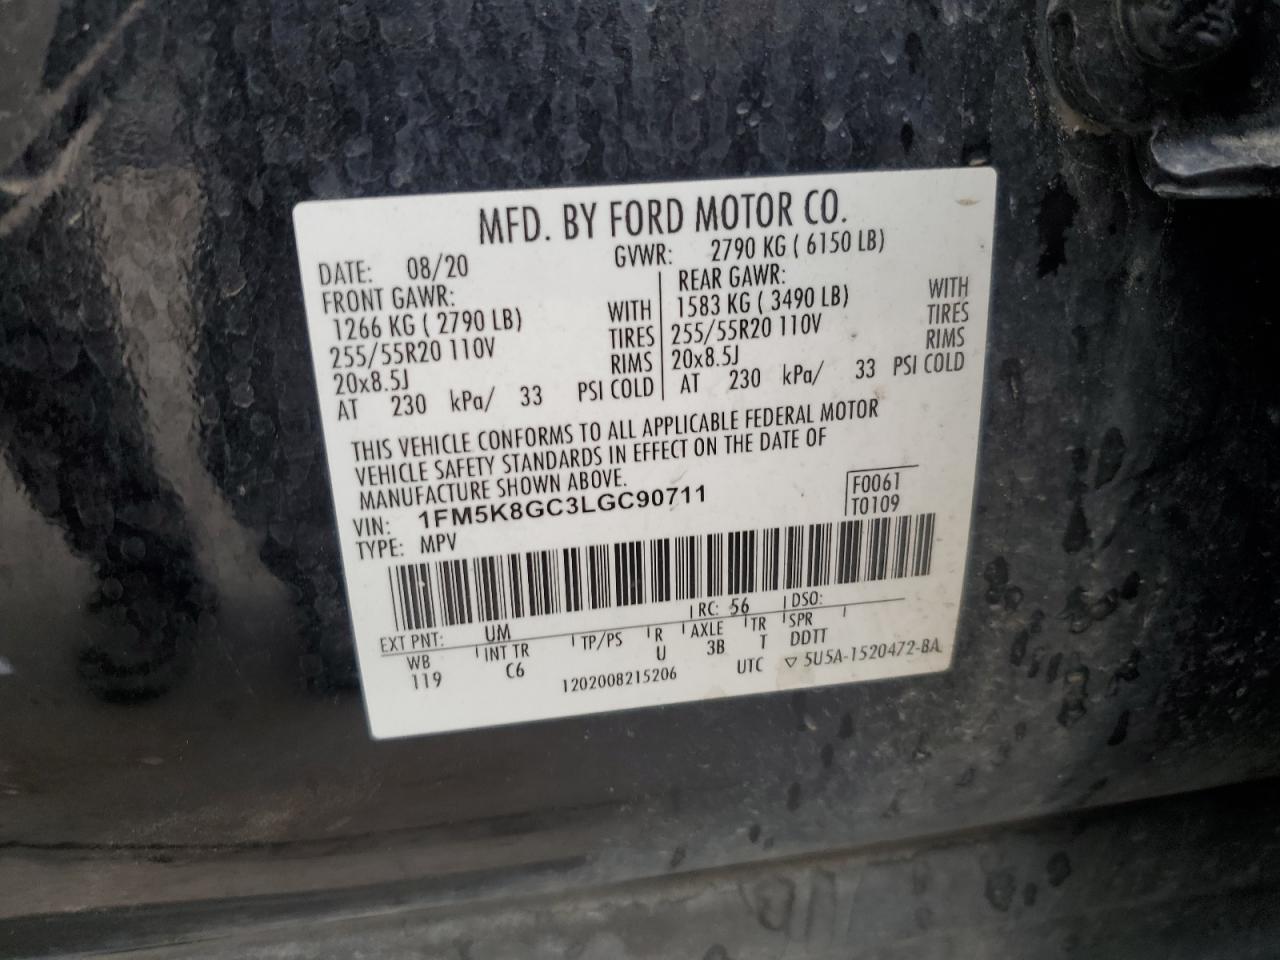 MFD. BY FORD MOTOR CO.
DATE: 08/20 GVWR: 2790 KG ( 6150 LB)
FRONT GAWR:
1266 KG ( 2790 LB) WITH
255/55R20 110V TIRES
20x8.5J RIMS
AT 230 kPa/ 33 PSI COLD
REAR GAWR:
1583 KG ( 3490 LB) WITH
255/55R20 110V TIRES
20x8.5J RIMS
AT 230 kPa/ 33 PSI COLD
THIS VEHICLE CONFORMS TO ALL APPLICABLE FEDERAL MOTOR
VEHICLE SAFETY STANDARDS IN EFFECT ON THE DATE OF
MANUFACTURE SHOWN ABOVE.
VIN: 1FM5K8GC3LGC90711
TYPE: MPV
F0061
T0109
EXT PNT: UM RC: 56 DSO:
WB INT TR TP/PS R AXLE TR SPR
119 C6 U 3B T DDTT
1202008215206 UTC ▽ 5U5A-1520472-BA